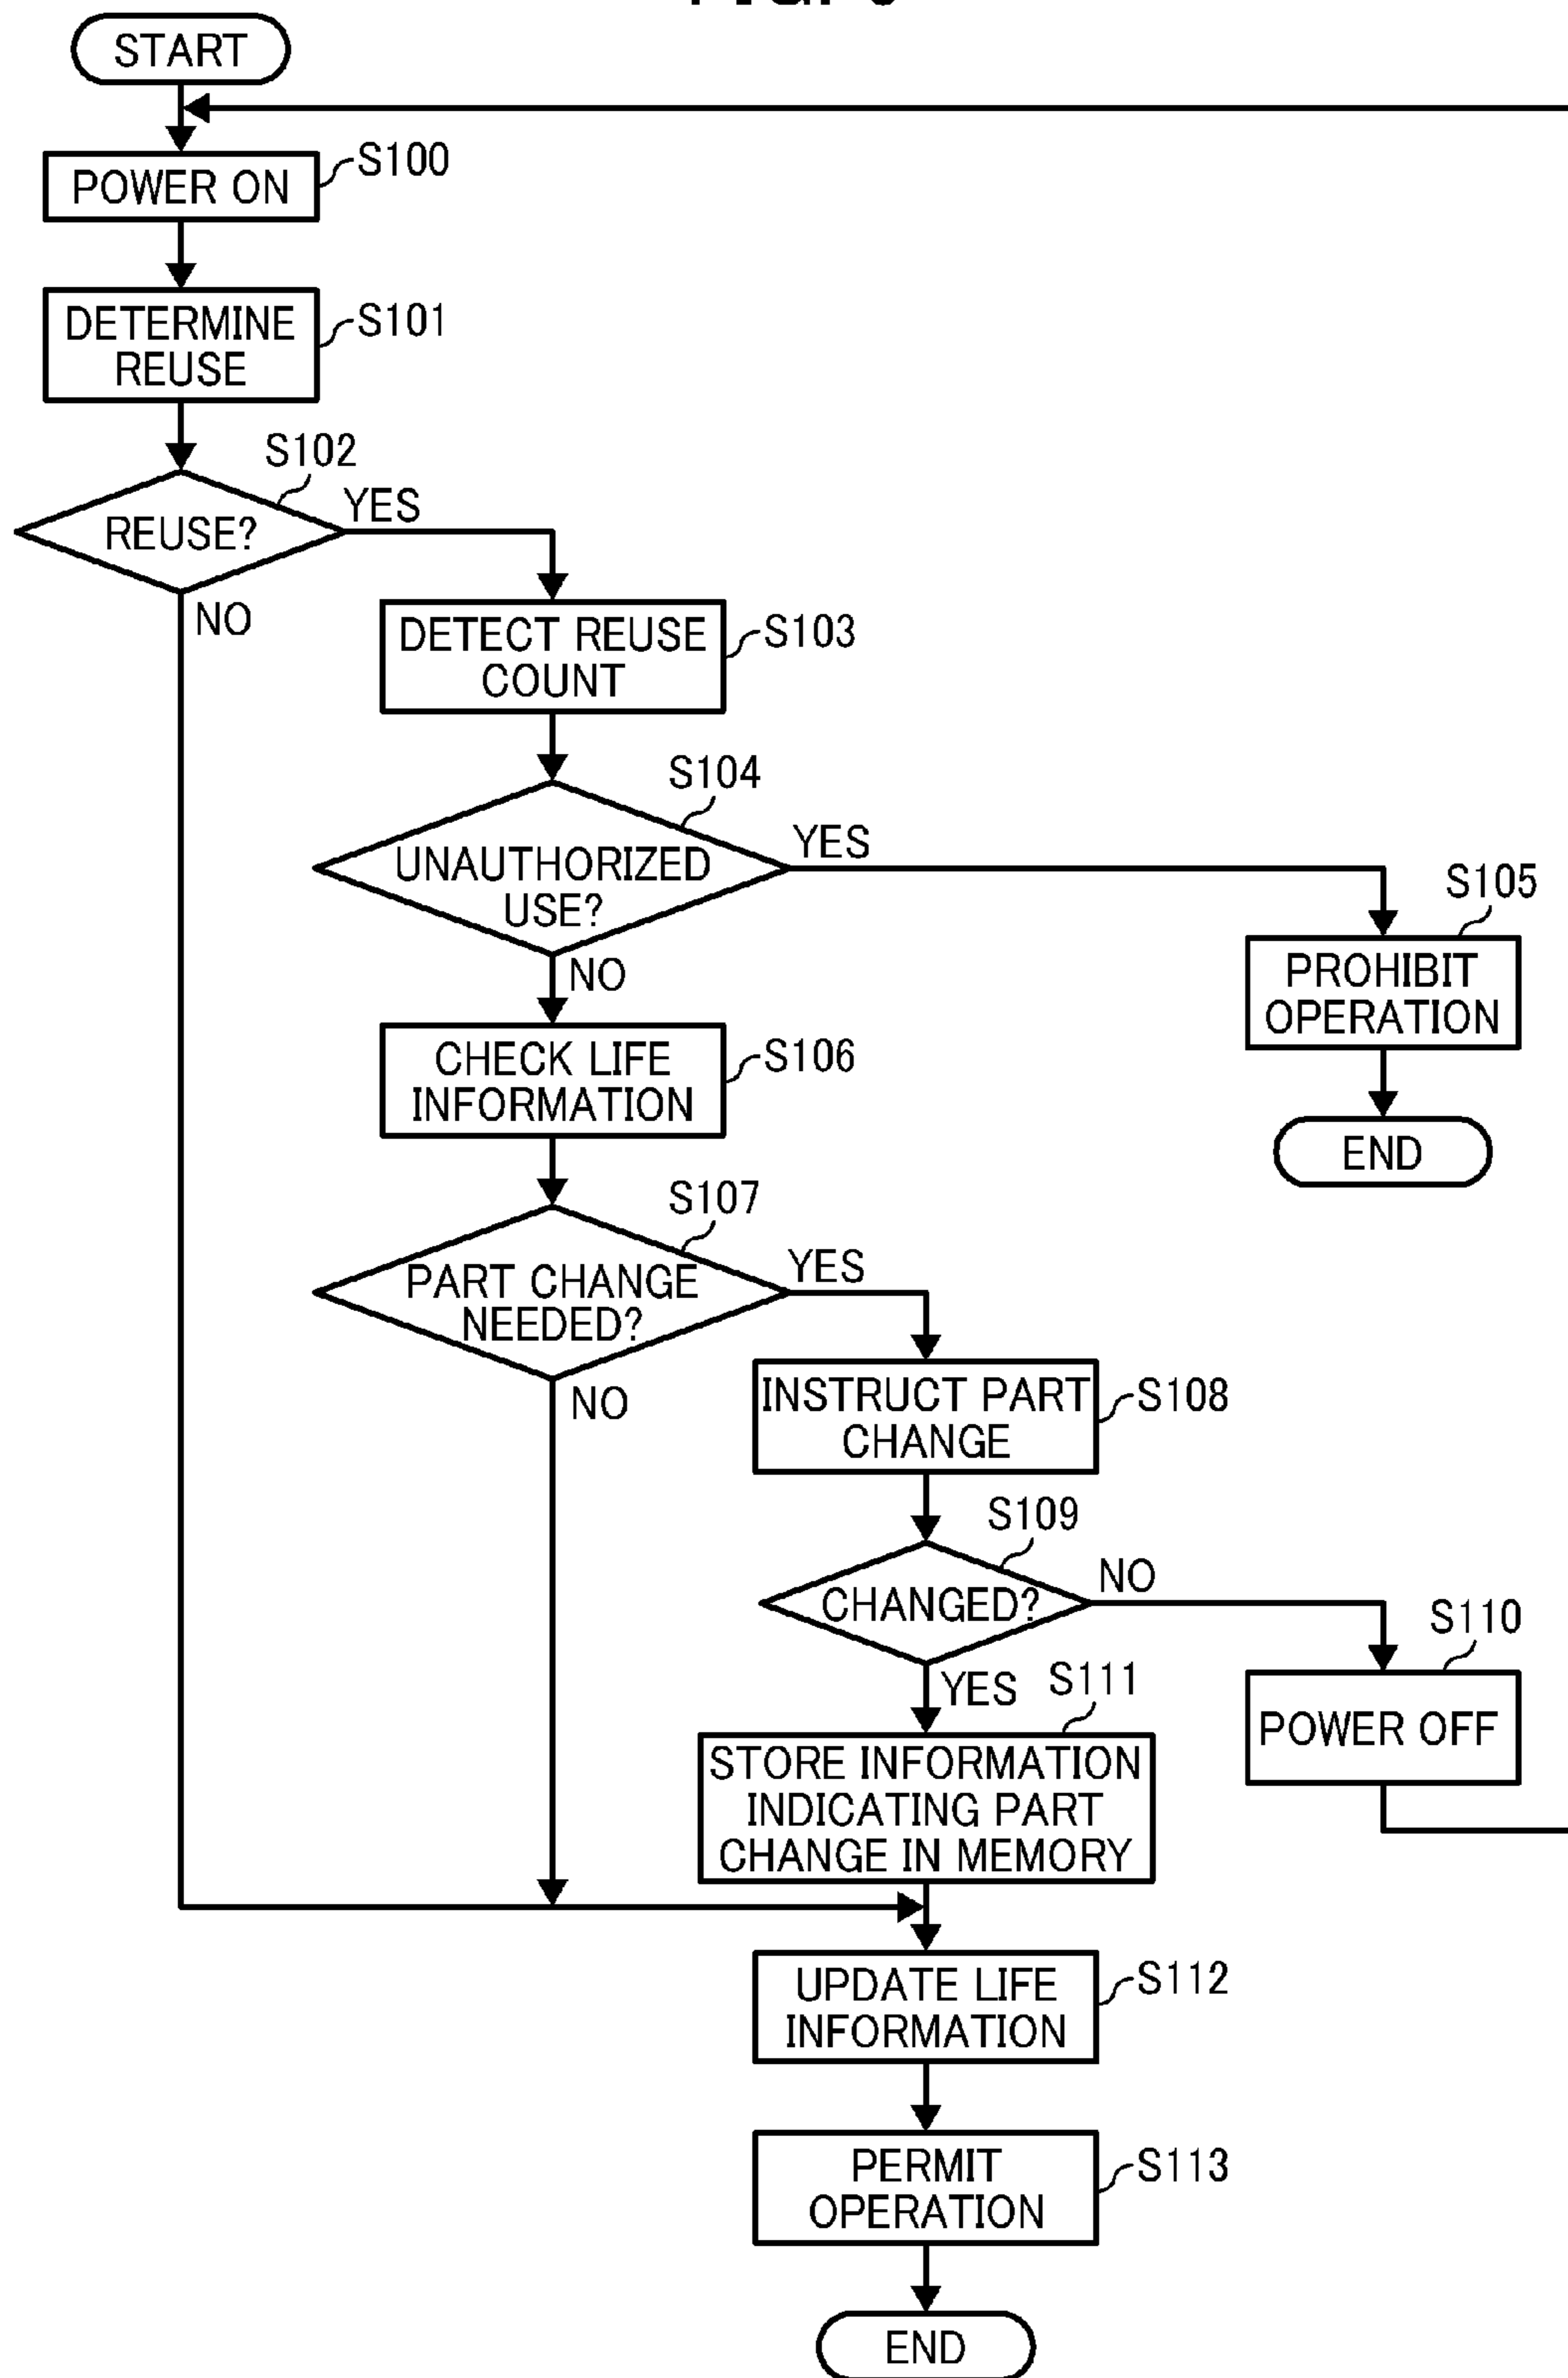 START
POWER ON
S100
DETERMINE
REUSE
S101
S102
REUSE?
YES
NO
DETECT REUSE
COUNT
S103
S104
UNAUTHORIZED
USE?
YES
NO
S105
PROHIBIT
OPERATION
END
CHECK LIFE
INFORMATION
S106
S107
PART CHANGE
NEEDED?
YES
NO
INSTRUCT PART
CHANGE
S108
S109
CHANGED?
NO
YES
S110
POWER OFF
S111
STORE INFORMATION
INDICATING PART
CHANGE IN MEMORY
UPDATE LIFE
INFORMATION
S112
PERMIT
OPERATION
S113
END